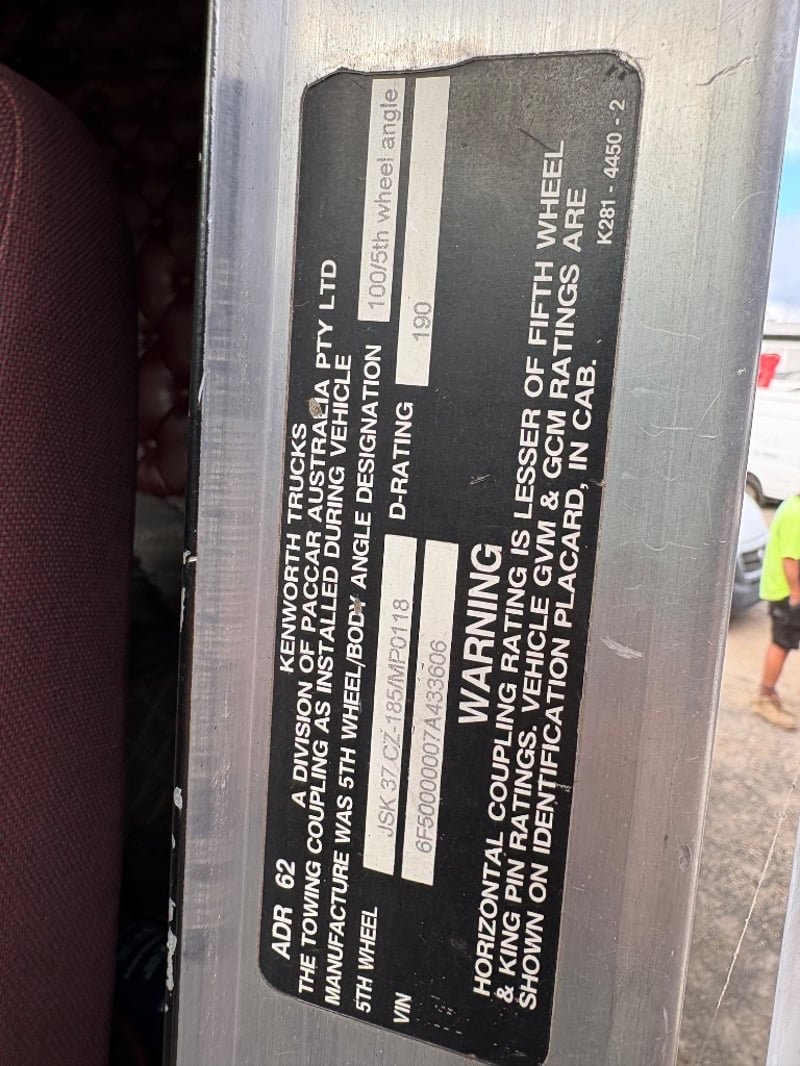 ADR 62
KENWORTH TRUCKS
A DIVISION OF PACCAR AUSTRALIA PTY LTD
THE TOWING COUPLING AS INSTALLED DURING VEHICLE
MANUFACTURE WAS 5TH WHEEL/BODY ANGLE DESIGNATION 100/5th wheel angle
5TH WHEEL JSK 37 CZ-185/MP0118 D-RATING 190
VIN 6F50000007A433606
WARNING
HORIZONTAL COUPLING RATING IS LESSER OF FIFTH WHEEL
& KING PIN RATINGS. VEHICLE GVM & GCM RATINGS ARE
SHOWN ON IDENTIFICATION PLACARD, IN CAB.
K281 - 4450 - 2